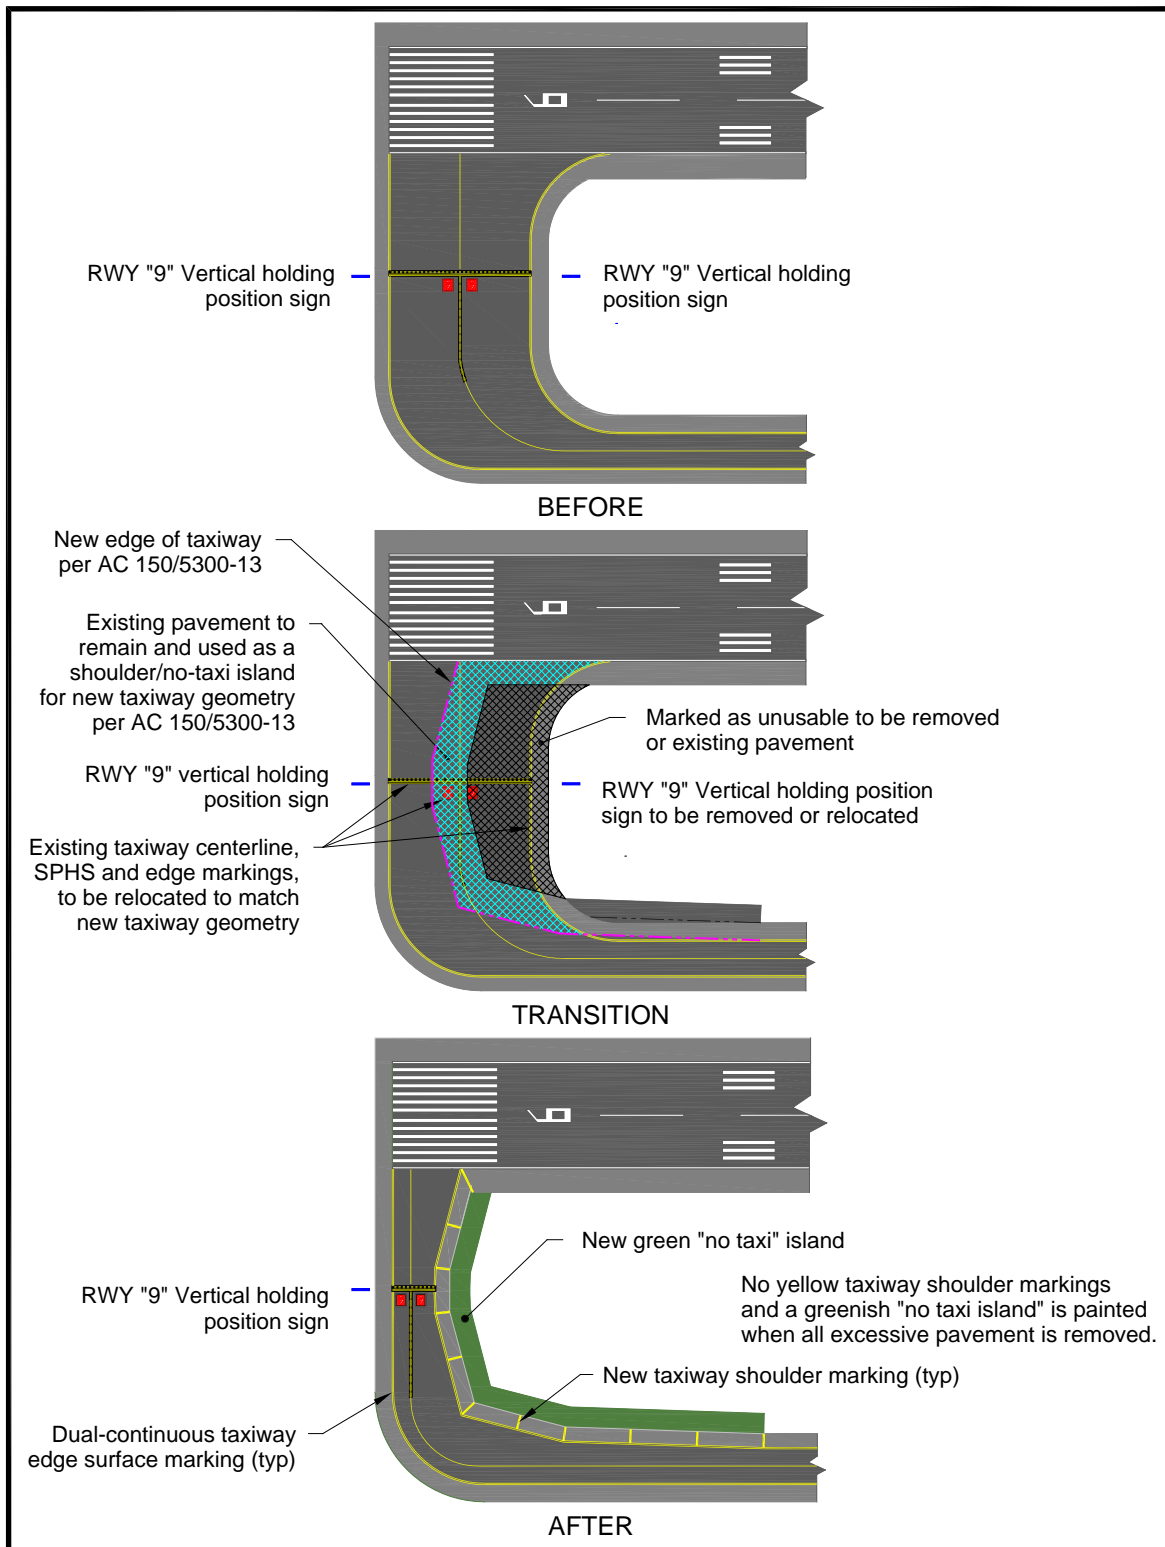 9
RWY "9" Vertical holding
position sign
RWY "9" Vertical holding
position sign
BEFORE
New edge of taxiway
per AC 150/5300-13
9
Existing pavement to
remain and used as a
shoulder/no-taxi island
for new taxiway geometry
per AC 150/5300-13
Marked as unusable to be removed
or existing pavement
RWY "9" vertical holding
position sign
RWY "9" Vertical holding position
sign to be removed or relocated
Existing taxiway centerline,
SPHS and edge markings,
to be relocated to match
new taxiway geometry
TRANSITION
9
New green "no taxi" island
RWY "9" Vertical holding
position sign
No yellow taxiway shoulder markings
and a greenish "no taxi island" is painted
when all excessive pavement is removed.
New taxiway shoulder marking (typ)
Dual-continuous taxiway
edge surface marking (typ)
AFTER